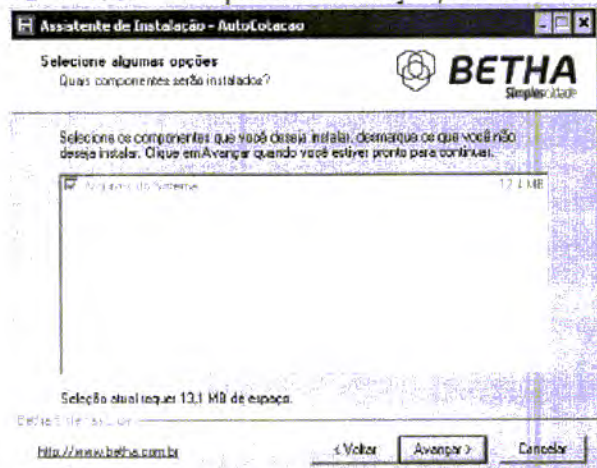 Assistente de Instalação - AutoCotacao
Selecione algumas opções
Quais componentes serão instalados?
BETHA
Simplescidade
Selecione os componentes que você deseja instalar, desmarque os que você não
deseja instalar. Clique em Avançar quando você estiver pronto para continuar.
Arquivos do Sistema
MB
Seleção atual requer 13,1 MB de espaço.
http://www.betha.com.br
< Voltar
Avançar >
Cancelar